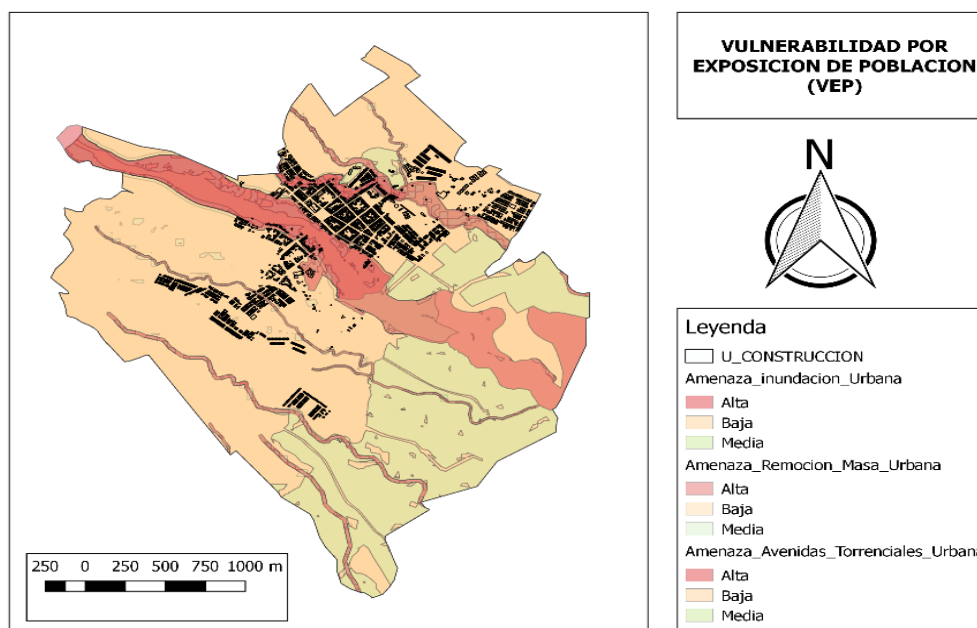 VULNERABILIDAD POR
EXPOSICION DE POBLACION
(VEP)
N
Leyenda
U_CONSTRUCCION
Amenaza_inundacion_Urbana
Alta
Baja
Media
Amenaza_Remocion_Masa_Urbana
Alta
Baja
Media
Amenaza_Avenidas_Torrenciales_Urbana
Alta
Baja
Media
250 0 250 500 750 1000 m